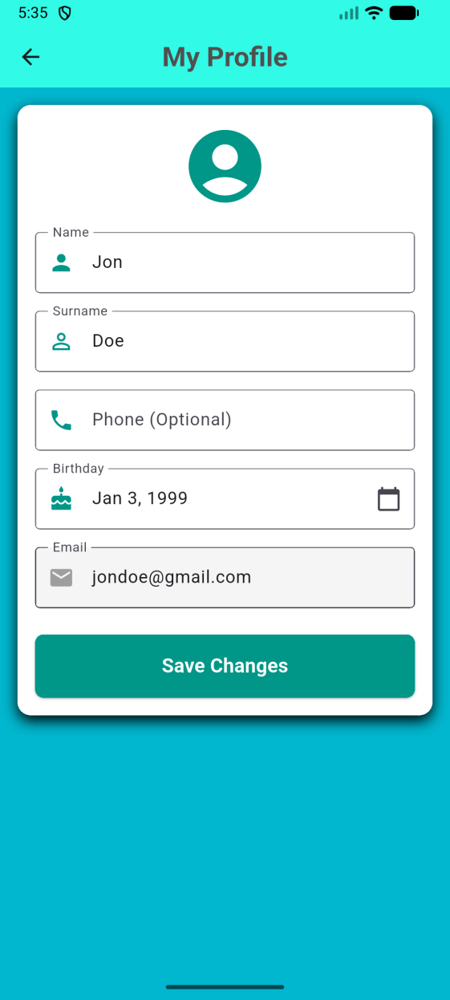 5:35
My Profile
Name
Jon
Surname
Doe
Phone (Optional)
Birthday
Jan 3, 1999
Email
jondoe@gmail.com
Save Changes